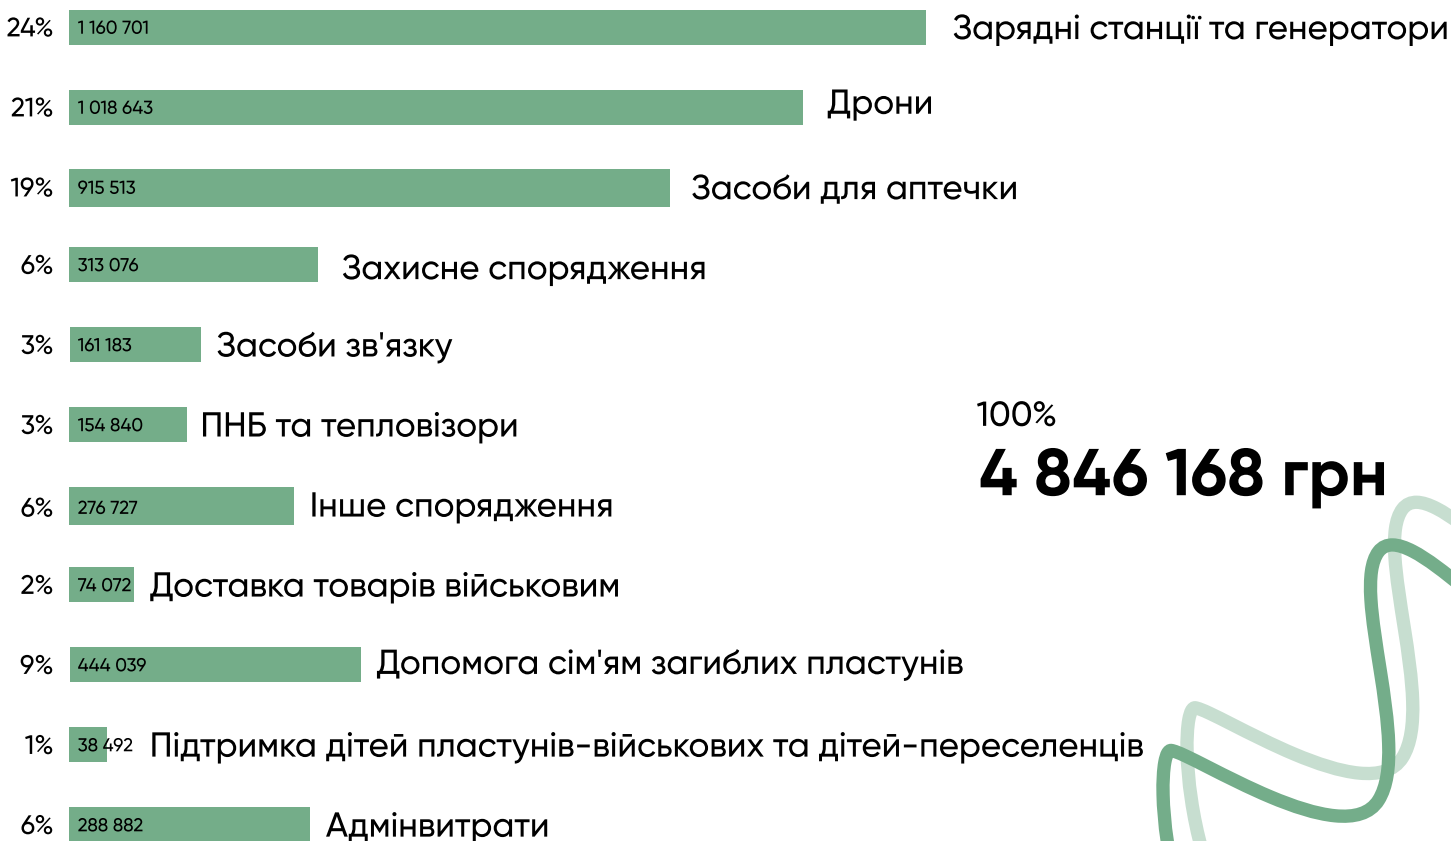 24% 1 160 701 Зарядні станції та генератори
21% 1 018 643 Дрони
19% 915 513 Засоби для аптечки
6% 313 076 Захисне спорядження
3% 161 183 Засоби зв'язку
3% 154 840 ПНБ та тепловізори
100%
4 846 168 грн
6% 276 727 Інше спорядження
2% 74 072 Доставка товарів військовим
9% 444 039 Допомога сім'ям загиблих пластунів
1% 38 492 Підтримка дітей пластунів-військових та дітей-переселенців
6% 288 882 Адмінвитрати